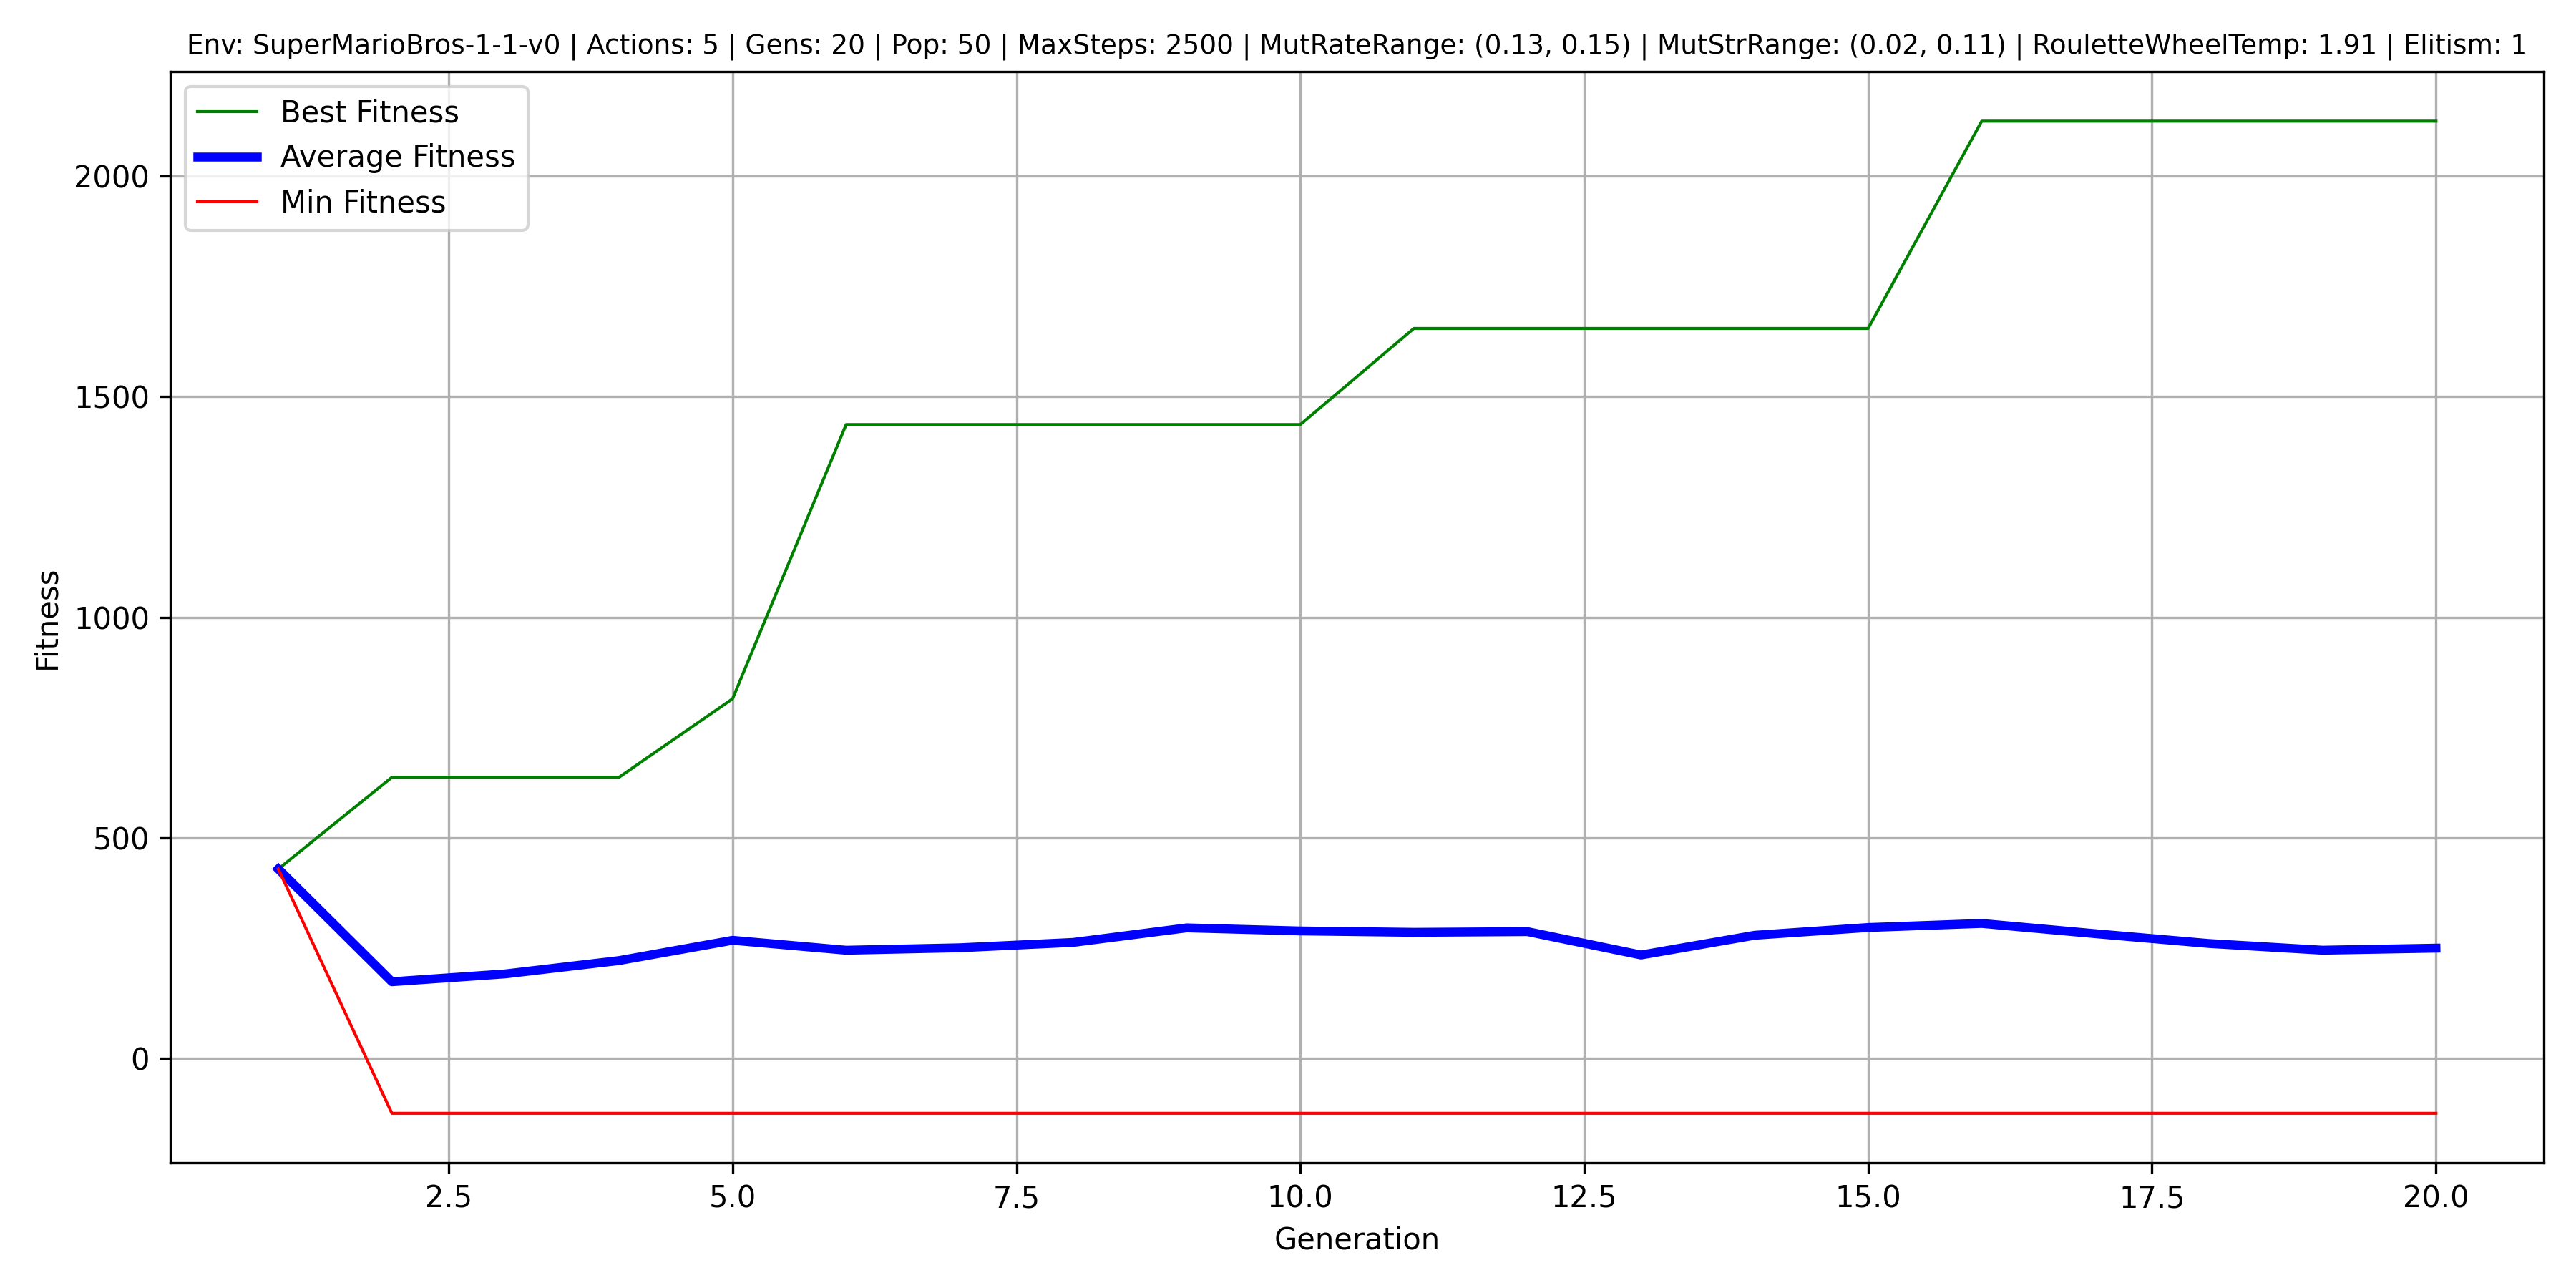 Env: SuperMarioBros-1-1-v0 | Actions: 5 | Gens: 20 | Pop: 50 | MaxSteps: 2500 | MutRateRange: (0.13, 0.15) | MutStrRange: (0.02, 0.11) | RouletteWheelTemp: 1.91 | Elitism: 1
Best Fitness
Average Fitness
Min Fitness
Fitness
2000
1500
1000
500
0
2.5 5.0 7.5 10.0 12.5 15.0 17.5 20.0
Generation